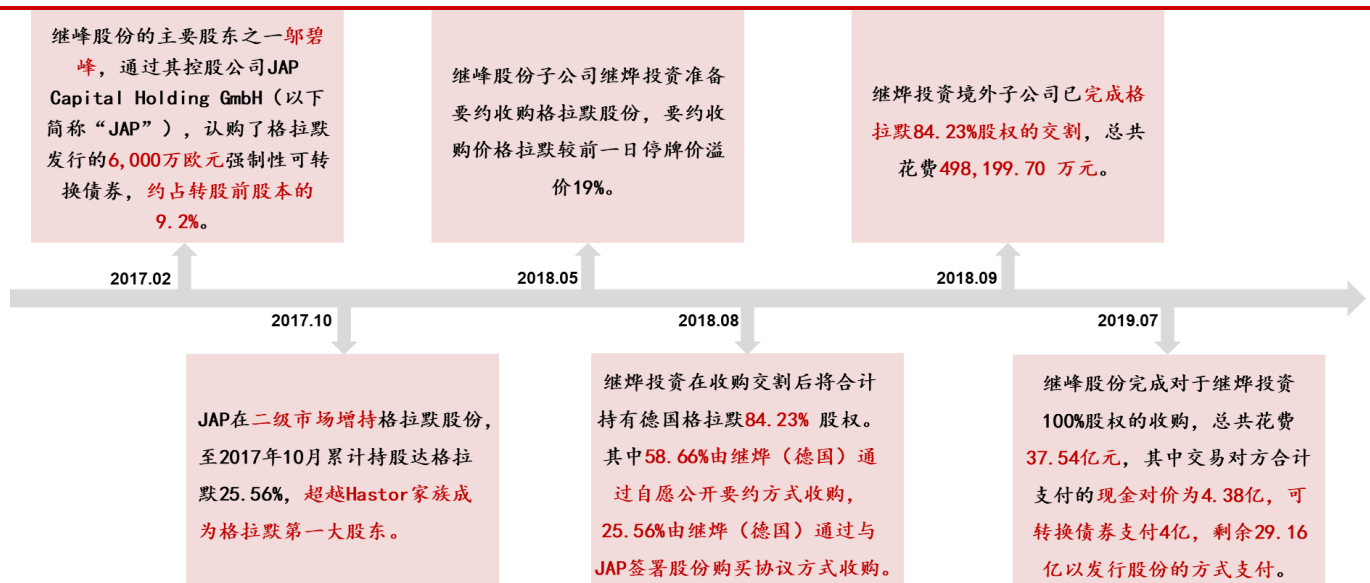 继峰股份的主要股东之一邬碧
峰，通过其控股公司JAP
Capital Holding GmbH（以下
简称“JAP”），认购了格拉默
发行的6,000万欧元强制性可转
换债券，约占转股前股本的
9.2%。
2017.02
JAP在二级市场增持格拉默股份，
至2017年10月累计持股达格拉
默25.56%，超越Hastor家族成
为格拉默第一大股东。
2017.10
继峰股份子公司继烨投资准备
要约收购格拉默股份，要约收
购价格拉默较前一日停牌价溢
价19%。
2018.05
继烨投资在收购交割后将合计
持有德国格拉默84.23% 股权。
其中58.66%由继烨（德国）通
过自愿公开要约方式收购，
25.56%由继烨（德国）通过与
JAP签署股份购买协议方式收购。
2018.08
继烨投资境外子公司已完成格
拉默84.23%股权的交割，总共
花费498,199.70 万元。
2018.09
继峰股份完成对于继烨投资
100%股权的收购，总共花费
37.54亿元，其中交易对方合计
支付的现金对价为4.38亿，可
转换债券支付4亿，剩余29.16
亿以发行股份的方式支付。
2019.07